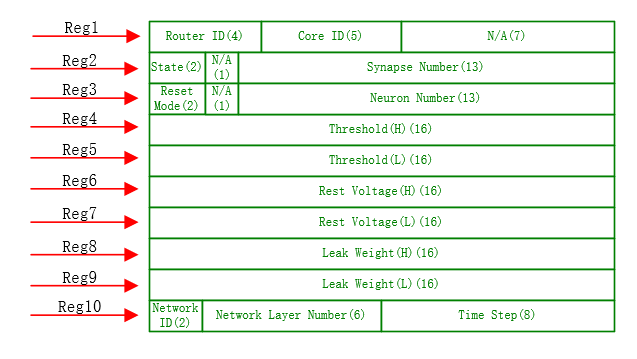 Reg1 Router ID(4) Core ID(5) N/A(7)
Reg2 State(2) N/A (1) Synapse Number(13)
Reg3 Reset Mode(2) N/A (1) Neuron Number(13)
Reg4 Threshold(H)(16)
Reg5 Threshold(L)(16)
Reg6 Rest Voltage(H)(16)
Reg7 Rest Voltage(L)(16)
Reg8 Leak Weight(H)(16)
Reg9 Leak Weight(L)(16)
Reg10 Network ID(2) Network Layer Number(6) Time Step(8)